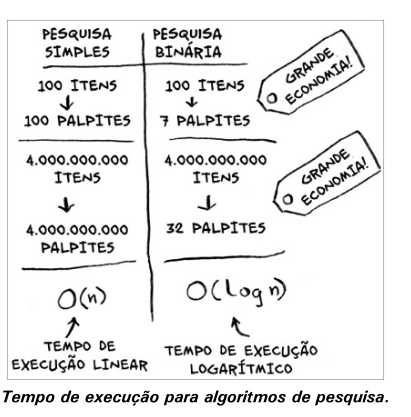 PESQUISA
SIMPLES
PESQUISA
BINÁRIA
100 ITENS
100 PALPITES
100 ITENS
7 PALPITES
GRANDE
ECONOMIA!
4.000.000.000
ITENS
4.000.000.000
PALPITES
4.000.000.000
ITENS
32 PALPITES
GRANDE
ECONOMIA!
O(n)
O(log n)
TEMPO DE
EXECUÇÃO LINEAR
TEMPO DE EXECUÇÃO
LOGARÍTMICO
Tempo de execução para algoritmos de pesquisa.